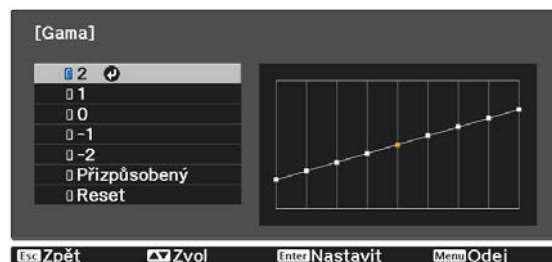 [Gama]
2
1
0
-1
-2
Přizpůsobený
Reset
Esc Zpět Zvol Enter Nastavit Menu Odej